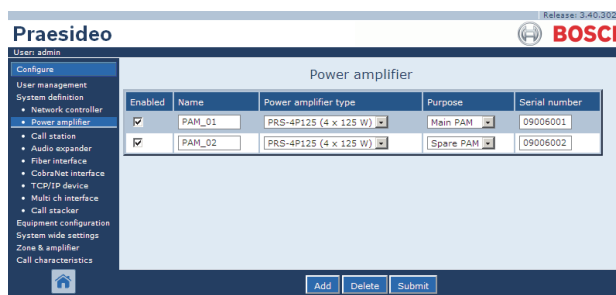 Release: 3.40.302
Praesideo
BOSCH
User: admin
Configure
User management
System definition
• Network controller
• Power amplifier
• Call station
• Audio expander
• Fiber interface
• CobraNet interface
• TCP/IP device
• Multi ch interface
• Call stacker
Equipment configuration
System wide settings
Zone & amplifier
Call characteristics
Power amplifier
Enabled Name Power amplifier type Purpose Serial number
PAM_01 PRS-4P125 (4 x 125 W) Main PAM 09006001
PAM_02 PRS-4P125 (4 x 125 W) Spare PAM 09006002
Add Delete Submit